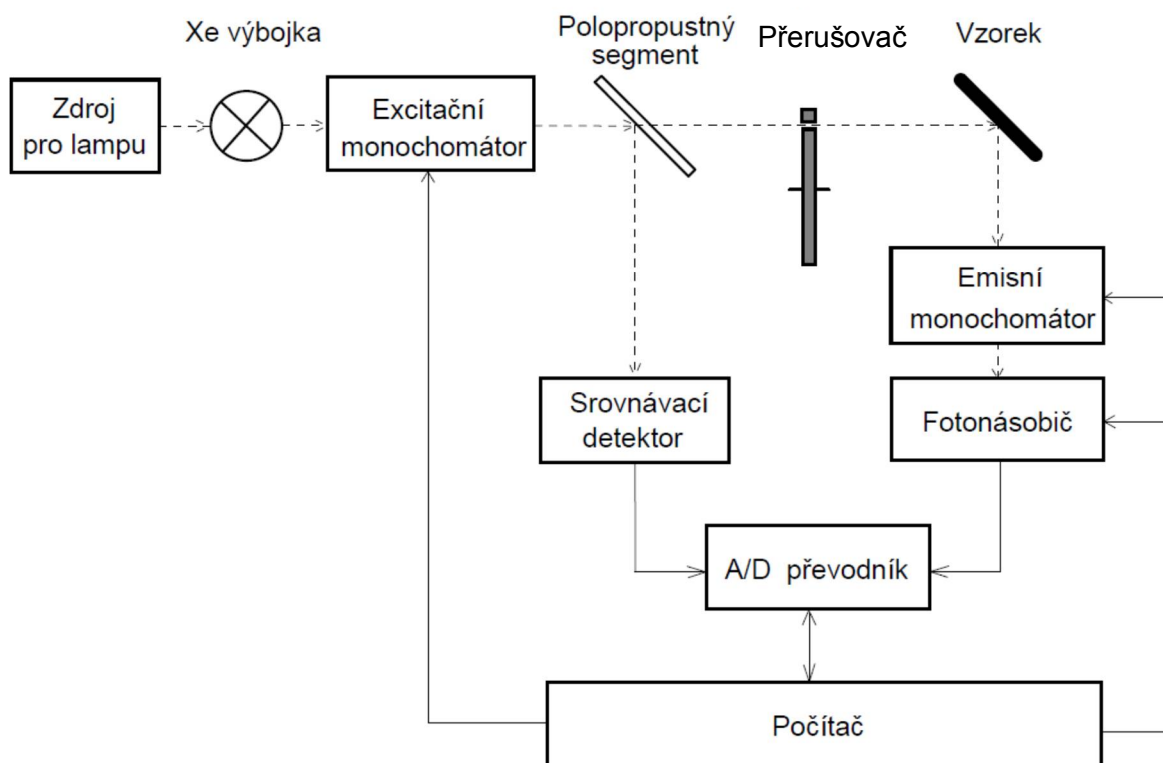 Xe výbojka
Polopropustný
segment
Přerušovač
Vzorek
Zdroj
pro lampu
Excitační
monochomátor
Emisní
monochomátor
Srovnávací
detektor
Fotonásobič
A/D převodník
Počítač